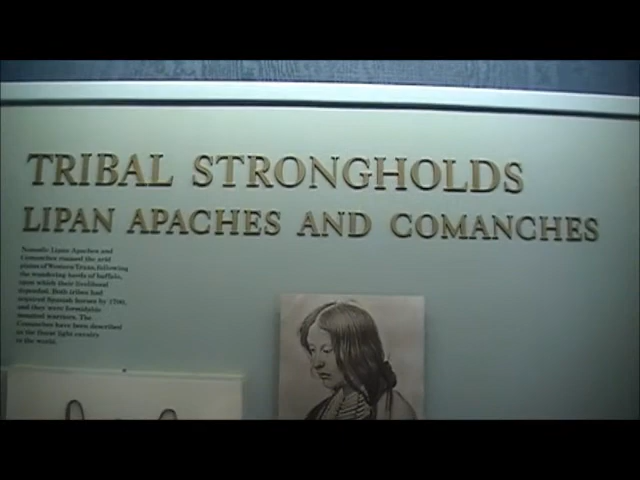 TRIBAL STRONGHOLDS
LIPAN APACHES AND COMANCHES
Nomadic Lipan Apaches and
Comanches roamed the arid
plains of Western Texas, following
the wandering herds of buffalo,
upon which their livelihood
depended. Both tribes had
acquired Spanish horses by 1700,
and they were formidable
mounted warriors. The
Comanches have been described
as the finest light cavalry
in the world.